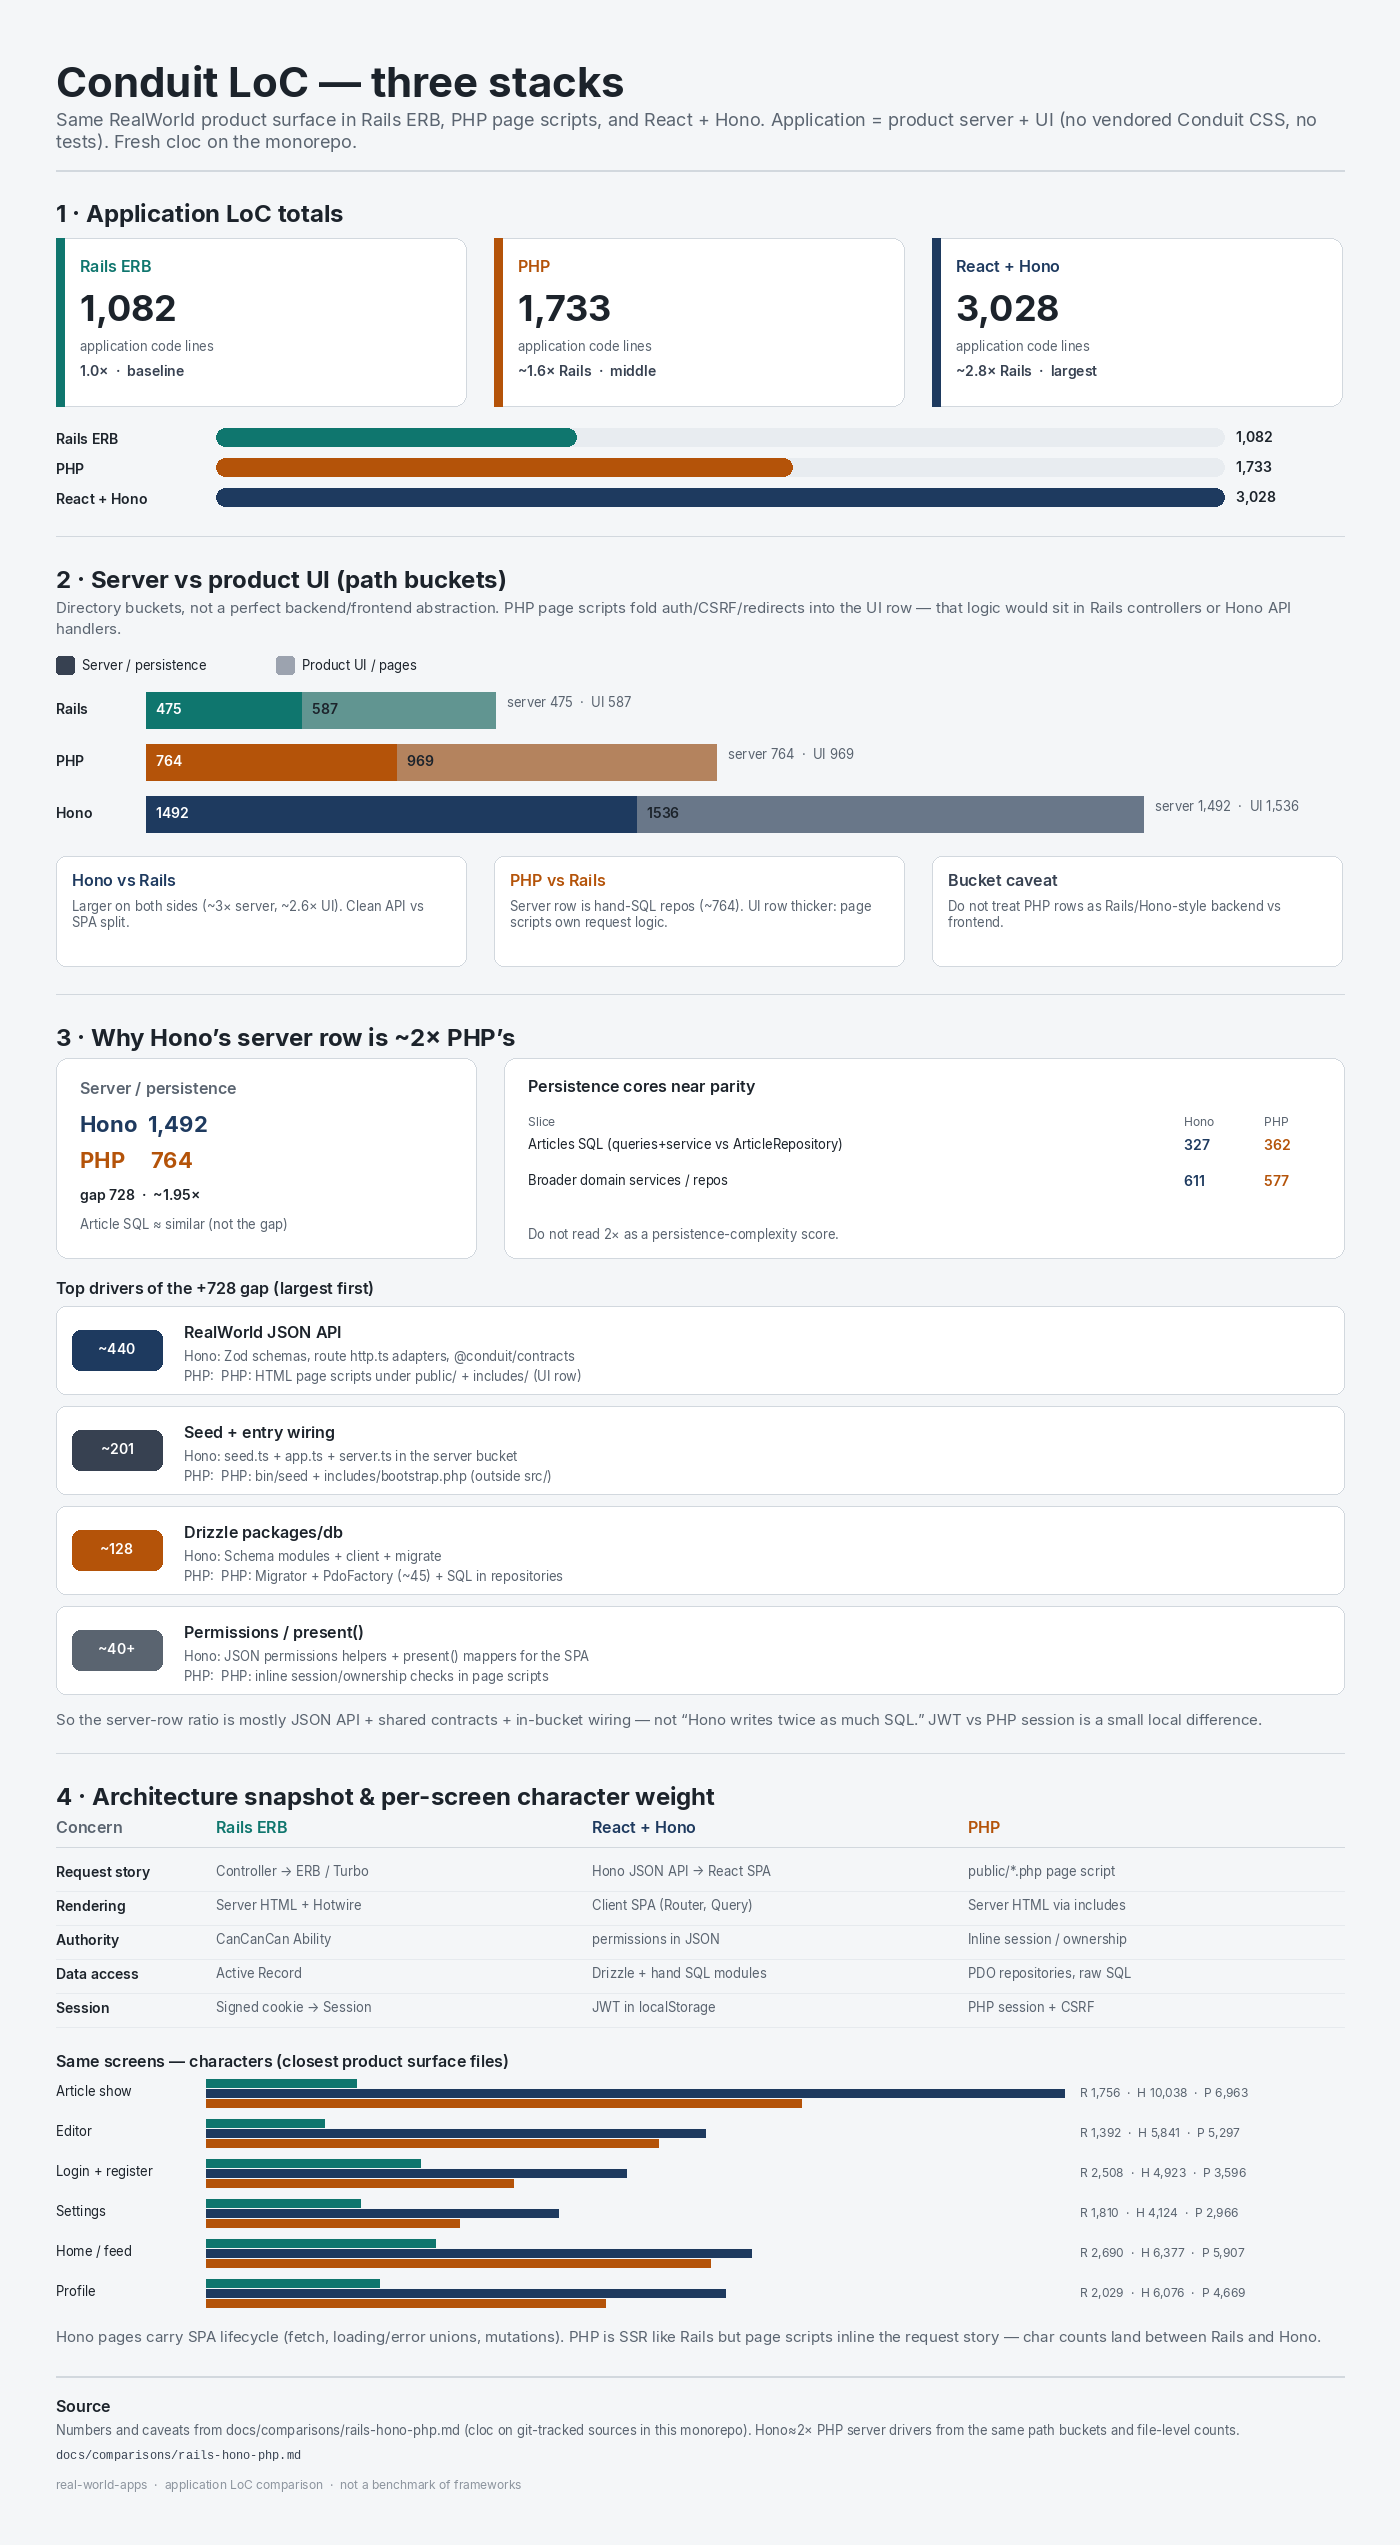 Conduit LoC — three stacks
Same RealWorld product surface in Rails ERB, PHP page scripts, and React + Hono. Application = product server + UI (no vendored Conduit CSS, no
tests). Fresh cloc on the monorepo.
1 · Application LoC totals
Rails ERB
1,082
application code lines
1.0× · baseline
PHP
1,733
application code lines
~1.6× Rails · middle
React + Hono
3,028
application code lines
~2.8× Rails · largest
Rails ERB 1,082
PHP 1,733
React + Hono 3,028
2 · Server vs product UI (path buckets)
Directory buckets, not a perfect backend/frontend abstraction. PHP page scripts fold auth/CSRF/redirects into the UI row — that logic would sit in Rails controllers or Hono API
handlers.
Server / persistence Product UI / pages
Rails 475 587 server 475 · UI 587
PHP 764 969 server 764 · UI 969
Hono 1492 1536 server 1,492 · UI 1,536
Hono vs Rails
Larger on both sides (~3× server, ~2.6× UI). Clean API vs
SPA split.
PHP vs Rails
Server row is hand-SQL repos (~764). UI row thicker: page
scripts own request logic.
Bucket caveat
Do not treat PHP rows as Rails/Hono-style backend vs
frontend.
3 · Why Hono’s server row is ~2× PHP’s
Server / persistence
Hono 1,492
PHP 764
gap 728 · ~1.95×
Article SQL ≈ similar (not the gap)
Persistence cores near parity
Slice Hono PHP
Articles SQL (queries+service vs ArticleRepository) 327 362
Broader domain services / repos 611 577
Do not read 2× as a persistence-complexity score.
Top drivers of the +728 gap (largest first)
~440
RealWorld JSON API
Hono: Zod schemas, route http.ts adapters, @conduit/contracts
PHP: PHP: HTML page scripts under public/ + includes/ (UI row)
~201
Seed + entry wiring
Hono: seed.ts + app.ts + server.ts in the server bucket
PHP: PHP: bin/seed + includes/bootstrap.php (outside src/)
~128
Drizzle packages/db
Hono: Schema modules + client + migrate
PHP: PHP: Migrator + PdoFactory (~45) + SQL in repositories
~40+
Permissions / present()
Hono: JSON permissions helpers + present() mappers for the SPA
PHP: PHP: inline session/ownership checks in page scripts
So the server-row ratio is mostly JSON API + shared contracts + in-bucket wiring — not “Hono writes twice as much SQL.” JWT vs PHP session is a small local difference.
4 · Architecture snapshot & per-screen character weight
Concern Rails ERB React + Hono PHP
Request story Controller → ERB / Turbo Hono JSON API → React SPA public/*.php page script
Rendering Server HTML + Hotwire Client SPA (Router, Query) Server HTML via includes
Authority CanCanCan Ability permissions in JSON Inline session / ownership
Data access Active Record Drizzle + hand SQL modules PDO repositories, raw SQL
Session Signed cookie → Session JWT in localStorage PHP session + CSRF
Same screens — characters (closest product surface files)
Article show R 1,756 · H 10,038 · P 6,963
Editor R 1,392 · H 5,841 · P 5,297
Login + register R 2,508 · H 4,923 · P 3,596
Settings R 1,810 · H 4,124 · P 2,966
Home / feed R 2,690 · H 6,377 · P 5,907
Profile R 2,029 · H 6,076 · P 4,669
Hono pages carry SPA lifecycle (fetch, loading/error unions, mutations). PHP is SSR like Rails but page scripts inline the request story — char counts land between Rails and Hono.
Source
Numbers and caveats from docs/comparisons/rails-hono-php.md (cloc on git-tracked sources in this monorepo). Hono≈2× PHP server drivers from the same path buckets and file-level counts.
docs/comparisons/rails-hono-php.md
real-world-apps · application LoC comparison · not a benchmark of frameworks